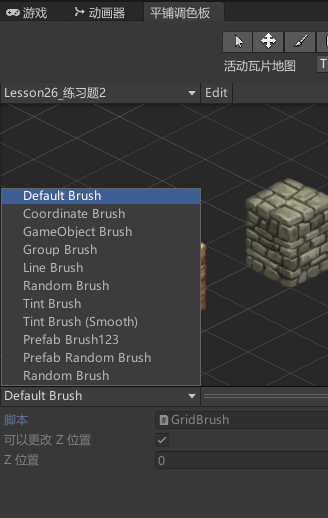 游戏 动画器 平铺调色板
活动瓦片地图 T
Lesson26_练习题2 Edit
Default Brush
Coordinate Brush
GameObject Brush
Group Brush
Line Brush
Random Brush
Tint Brush
Tint Brush (Smooth)
Prefab Brush123
Prefab Random Brush
Random Brush
Default Brush
脚本 GridBrush
可以更改 Z 位置
Z 位置 0